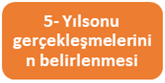 5- Yılsonu
gerçekleşmelerini
n belirlenmesi